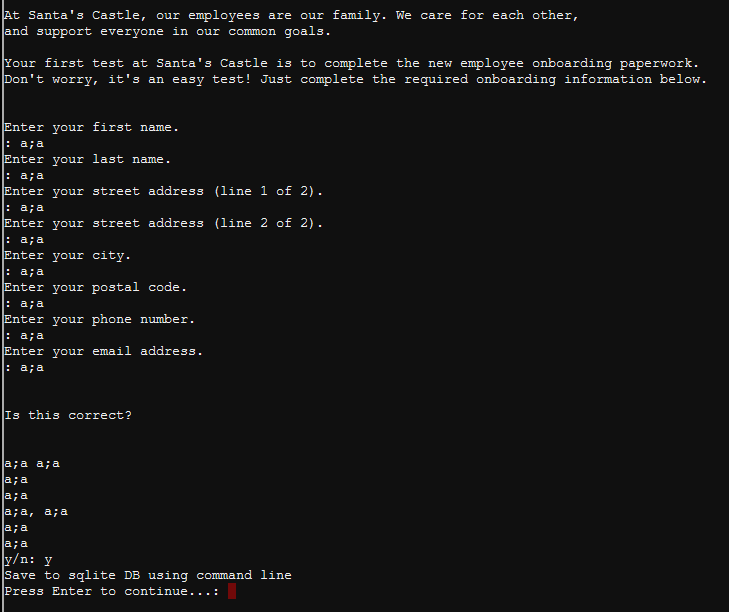 At Santa's Castle, our employees are our family. We care for each other,
and support everyone in our common goals.
Your first test at Santa's Castle is to complete the new employee onboarding paperwork.
Don't worry, it's an easy test! Just complete the required onboarding information below.
Enter your first name.
: a;a
Enter your last name.
: a;a
Enter your street address (line 1 of 2).
: a;a
Enter your street address (line 2 of 2).
: a;a
Enter your city.
: a;a
Enter your postal code.
: a;a
Enter your phone number.
: a;a
Enter your email address.
: a;a
Is this correct?
a;a a;a
a;a
a;a
a;a, a;a
a;a
a;a
y/n: y
Save to sqlite DB using command line
Press Enter to continue...: